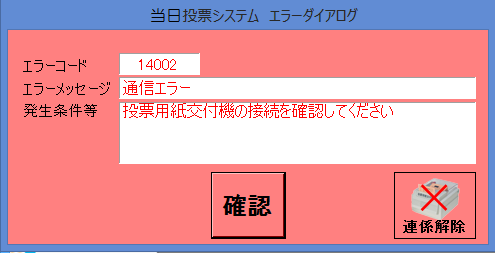 当日投票システム エラーダイアログ
エラーコード 14002
エラーメッセージ 通信エラー
発生条件等 投票用紙交付機の接続を確認してください
確認
連係解除